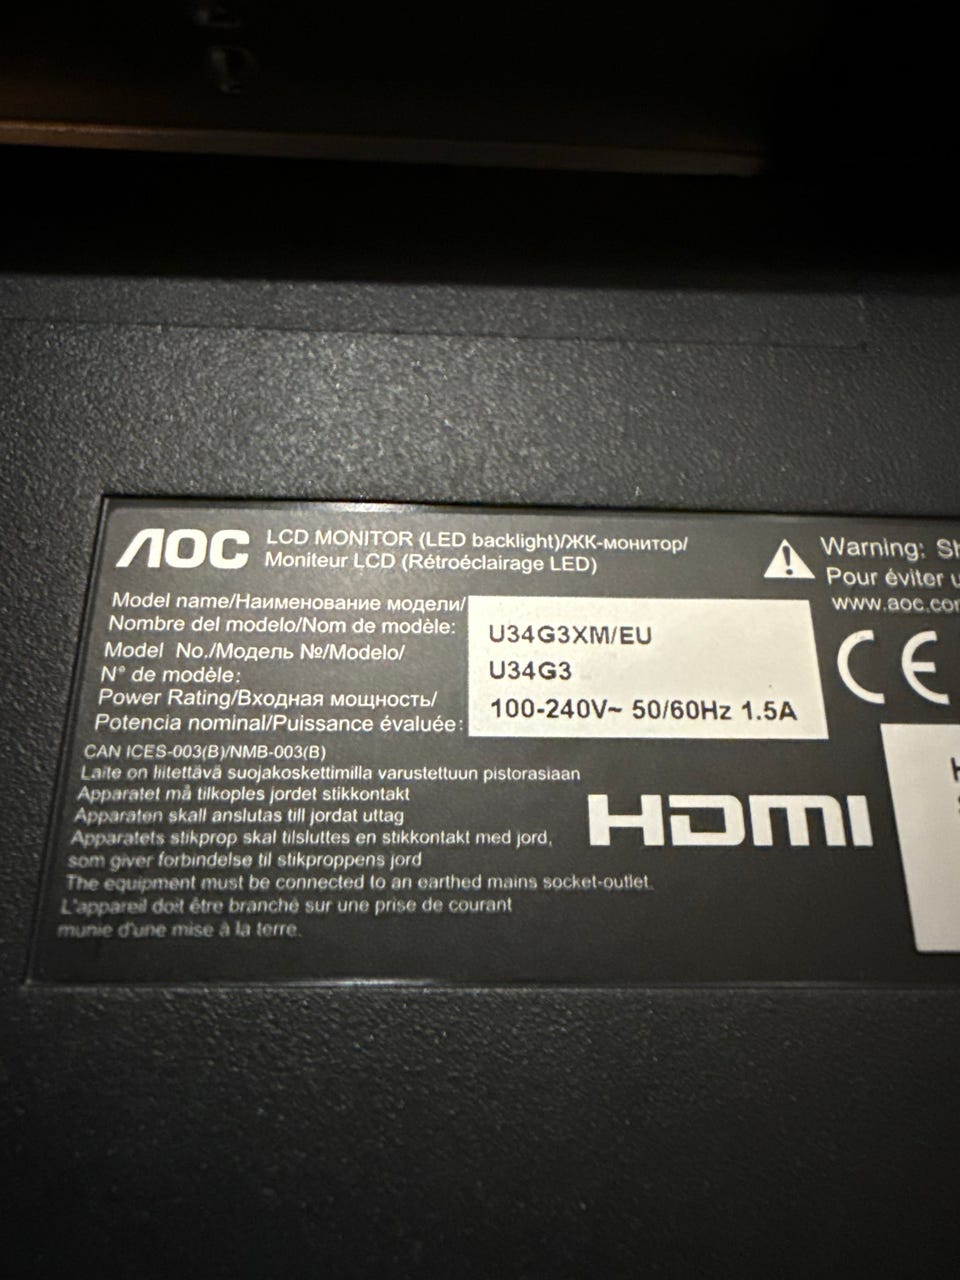 AOC
LCD MONITOR (LED backlight)/ЖК-монитор/
Moniteur LCD (Rétroéclairage LED)
Warning:
Pour éviter
www.aoc.co
Model name/Наименование модели/
Nombre del modelo/Nom de modèle:
U34G3XM/EU
Model No./Модель №/Modelo/
N° de modèle:
U34G3
Power Rating/Входная мощность/
Potencia nominal/Puissance évaluée:
100-240V~ 50/60Hz 1.5A
CE
CAN ICES-003(B)/NMB-003(B)
Laite on liitettävä suojakoskettimilla varustettuun pistorasiaan
Apparatet må tilkoples jordet stikkontakt
Apparaten skall anslutas till jordat uttag
Apparatets stikprop skal tilsluttes en stikkontakt med jord,
som giver forbindelse til stikproppens jord
The equipment must be connected to an earthed mains socket-outlet.
L'appareil doit être branché sur une prise de courant
munie d'une mise à la terre.
HDMI